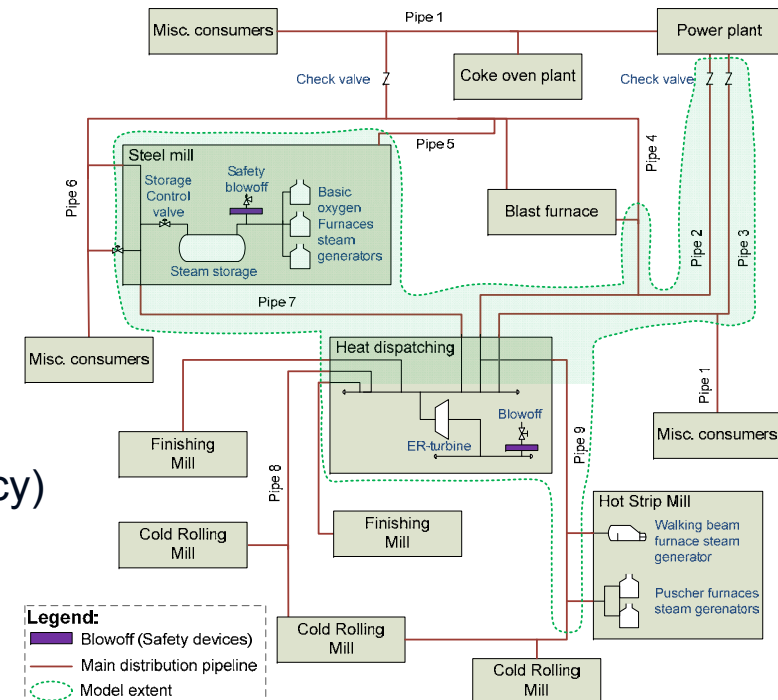 Pipe 1
Misc. consumers
Power plant
Check valve
Coke oven plant
Check valve
Pipe 4
Pipe 5
Steel mill
Storage
Control
valve
Safety
blowoff
Basic
oxygen
Furnaces
steam
generators
Steam storage
Pipe 6
Blast furnace
Pipe 2
Pipe 3
Pipe 7
Misc. consumers
Heat dispatching
Pipe 1
Blowoff
ER-turbine
Misc. consumers
Finishing
Mill
Pipe 8
Pipe 9
cy)
Cold Rolling
Mill
Finishing
Mill
Hot Strip Mill
Walking beam
furnace steam
generator
Puscher furnaces
steam gerenators
Legend:
Blowoff (Safety devices)
Main distribution pipeline
Model extent
Cold Rolling
Mill
Cold Rolling
Mill